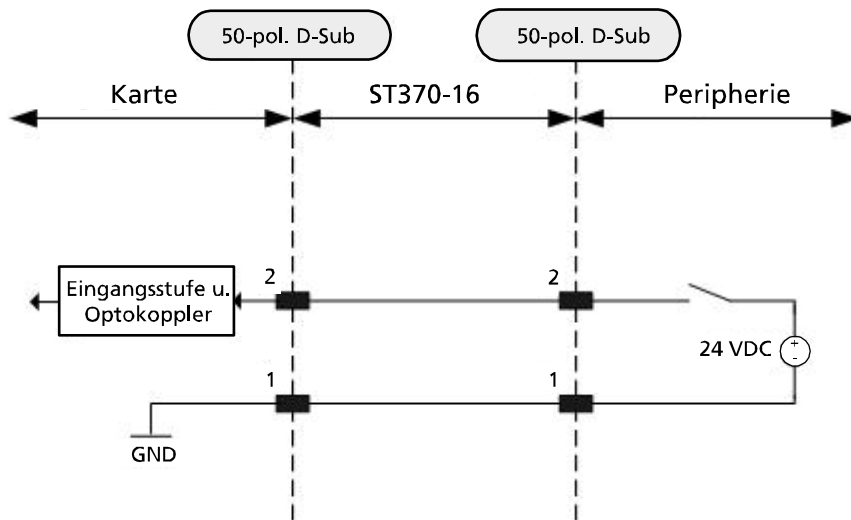 50-pol. D-Sub
50-pol. D-Sub
Karte
ST370-16
Peripherie
2
2
Eingangsstufe u.
Optokoppler
24 VDC
+
-
1
1
GND